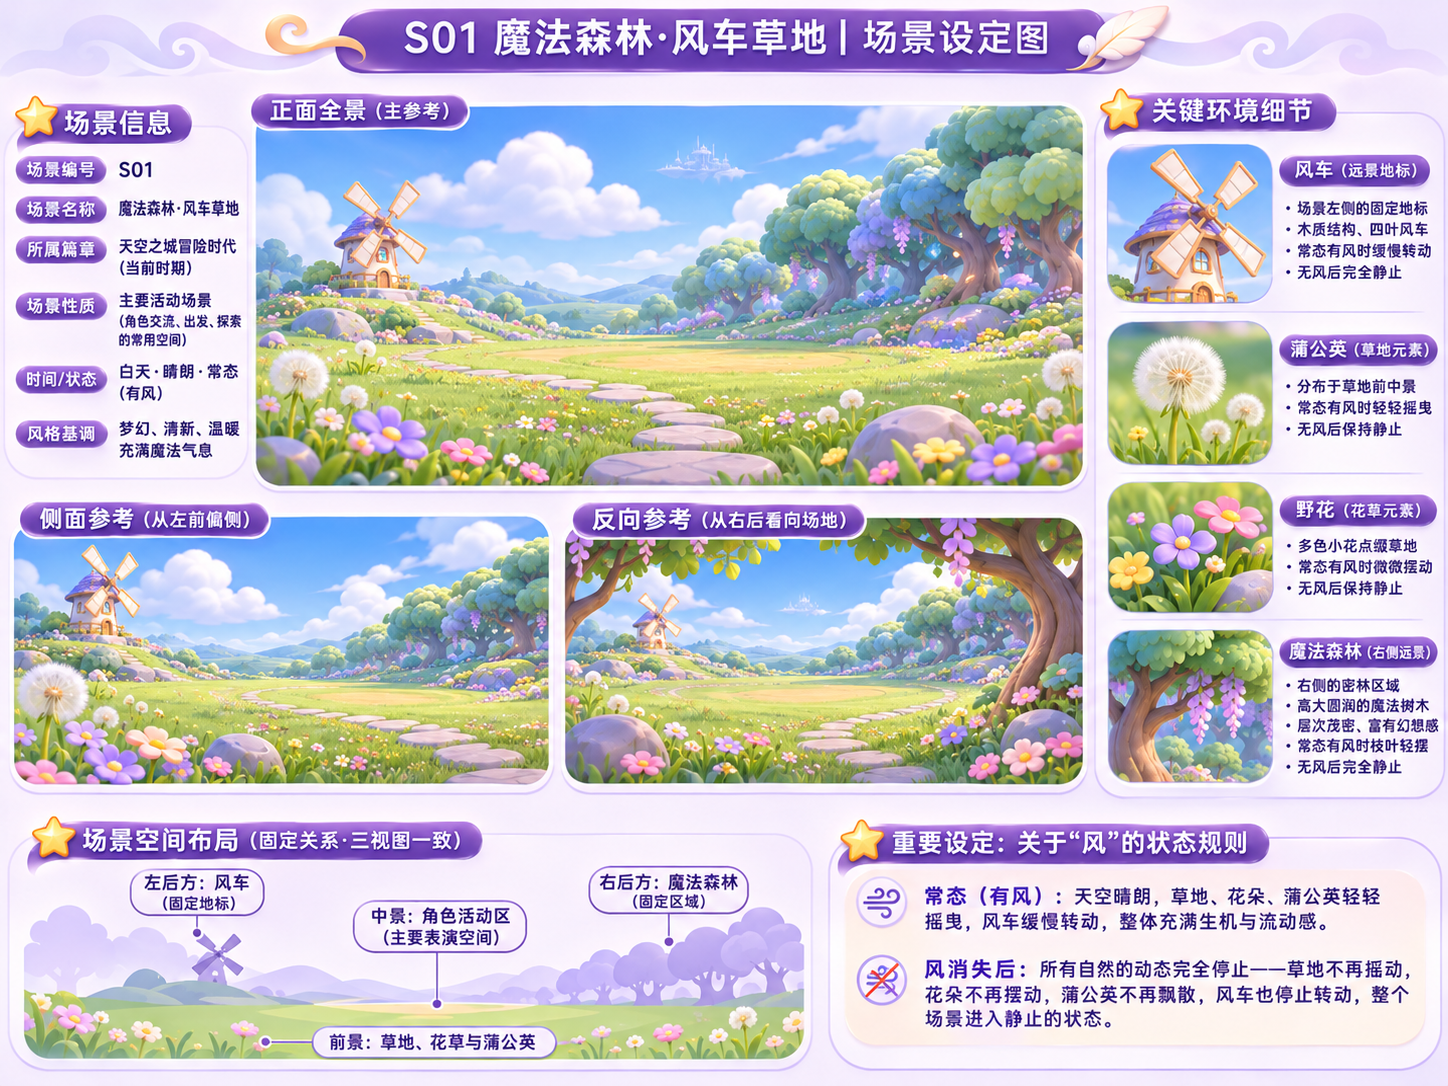 S01 魔法森林·风车草地 | 场景设定图
场景信息
场景编号 S01
场景名称 魔法森林·风车草地
所属篇章 天空之城冒险时代
(当前时期)
场景性质 主要活动场景
(角色交流、出发、探索
的常用空间)
时间/状态 白天·晴朗·常态
(有风)
风格基调 梦幻、清新、温暖
充满魔法气息
正面全景（主参考）
侧面参考（从左前偏侧）
反向参考（从右后看向场地）
关键环境细节
风车（远景地标）
• 场景左侧的固定地标
• 木质结构、四叶风车
• 常态有风时缓慢转动
• 无风后完全静止
蒲公英（草地元素）
• 分布于草地前中景
• 常态有风时轻轻摇曳
• 无风后保持静止
野花（花草元素）
• 多色小花点缀草地
• 常态有风时微微摆动
• 无风后保持静止
魔法森林（右侧远景）
• 右侧的密林区域
• 高大圆润的魔法树木
• 层次茂密、富有幻想感
• 常态有风时枝叶轻摆
• 无风后完全静止
场景空间布局（固定关系·三视图一致）
左后方：风车
(固定地标)
中景：角色活动区
(主要表演空间)
右后方：魔法森林
(固定区域)
前景：草地、花草与蒲公英
重要设定：关于“风”的状态规则
常态（有风）：天空晴朗，草地、花朵、蒲公英轻轻
摇曳，风车缓慢转动，整体充满生机与流动感。
风消失后：所有自然的动态完全停止——草地不再摇动，
花朵不再摆动，蒲公英不再飘散，风车也停止转动，整个
场景进入静止的状态。